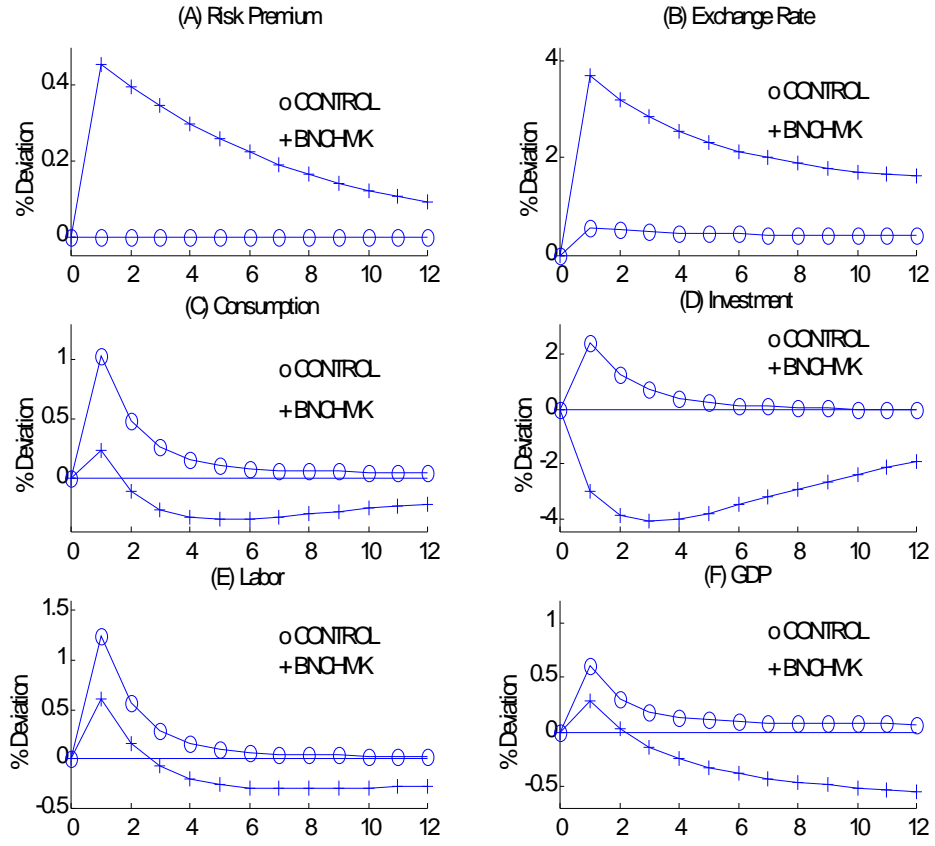 (A) Risk Premium
% Deviation
0.4
0.2
0
o CONTROL
+ BNCHMK
0 2 4 6 8 10 12
(B) Exchange Rate
% Deviation
4
2
0
o CONTROL
+ BNCHMK
0 2 4 6 8 10 12
(C) Consumption
% Deviation
1
0.5
0
o CONTROL
+ BNCHMK
0 2 4 6 8 10 12
(D) Investment
% Deviation
2
0
-2
-4
o CONTROL
+ BNCHMK
0 2 4 6 8 10 12
(E) Labor
% Deviation
1.5
1
0.5
0
-0.5
o CONTROL
+ BNCHMK
0 2 4 6 8 10 12
(F) GDP
% Deviation
1
0.5
0
-0.5
o CONTROL
+ BNCHMK
0 2 4 6 8 10 12